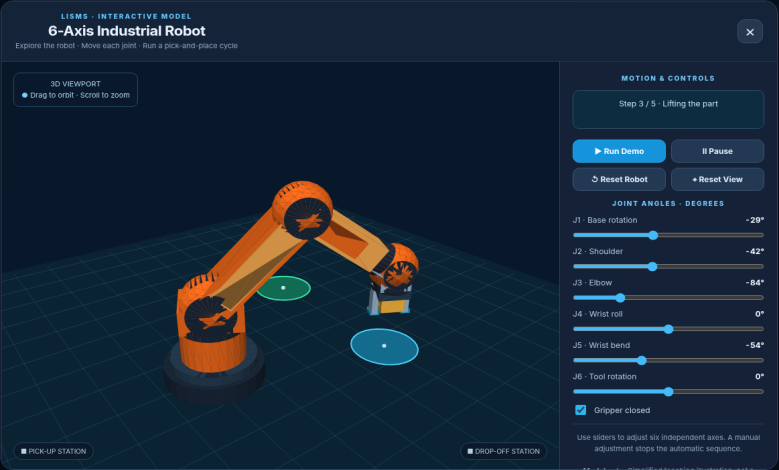 LISMS · INTERACTIVE MODEL
6-Axis Industrial Robot
Explore the robot · Move each joint · Run a pick-and-place cycle
×
3D VIEWPORT
Drag to orbit · Scroll to zoom
PICK-UP STATION
DROP-OFF STATION
MOTION & CONTROLS
Step 3 / 5 · Lifting the part
▶ Run Demo
II Pause
↺ Reset Robot
⌖ Reset View
JOINT ANGLES · DEGREES
J1 · Base rotation -29°
J2 · Shoulder -42°
J3 · Elbow -84°
J4 · Wrist roll 0°
J5 · Wrist bend -54°
J6 · Tool rotation 0°
Gripper closed
Use sliders to adjust six independent axes. A manual
adjustment stops the automatic sequence.